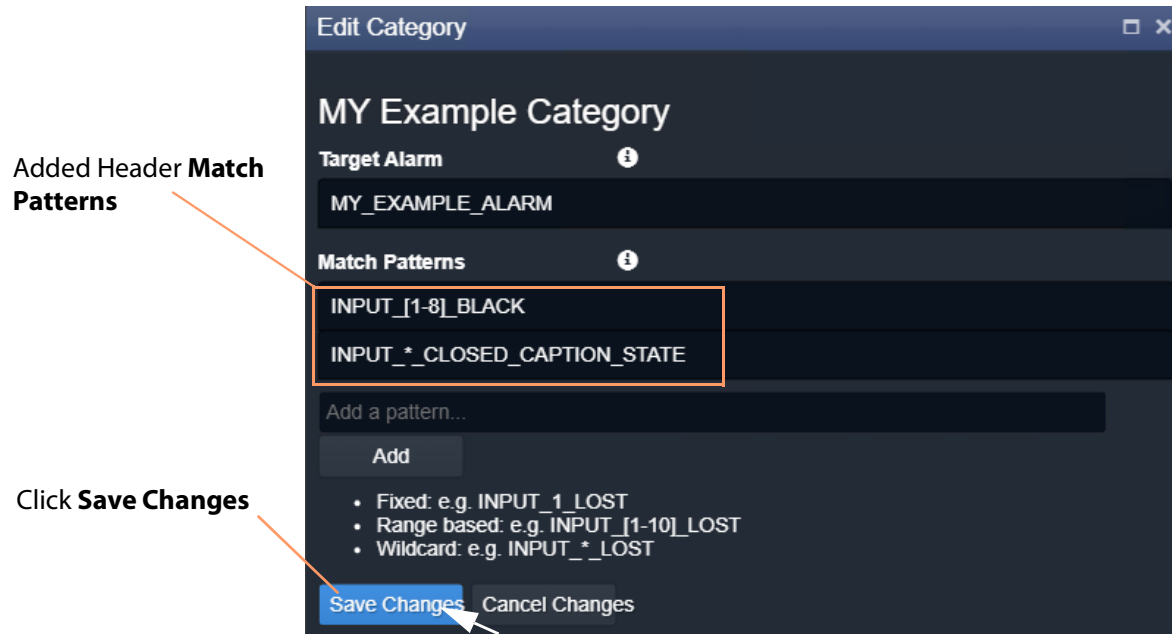 Edit Category
MY Example Category
Target Alarm
MY_EXAMPLE_ALARM
Added Header Match
Patterns
Match Patterns
INPUT_[1-8]_BLACK
INPUT_*_CLOSED_CAPTION_STATE
Add a pattern...
Add
Click Save Changes
• Fixed: e.g. INPUT_1_LOST
• Range based: e.g. INPUT_[1-10]_LOST
• Wildcard: e.g. INPUT_*_LOST
Save Changes Cancel Changes